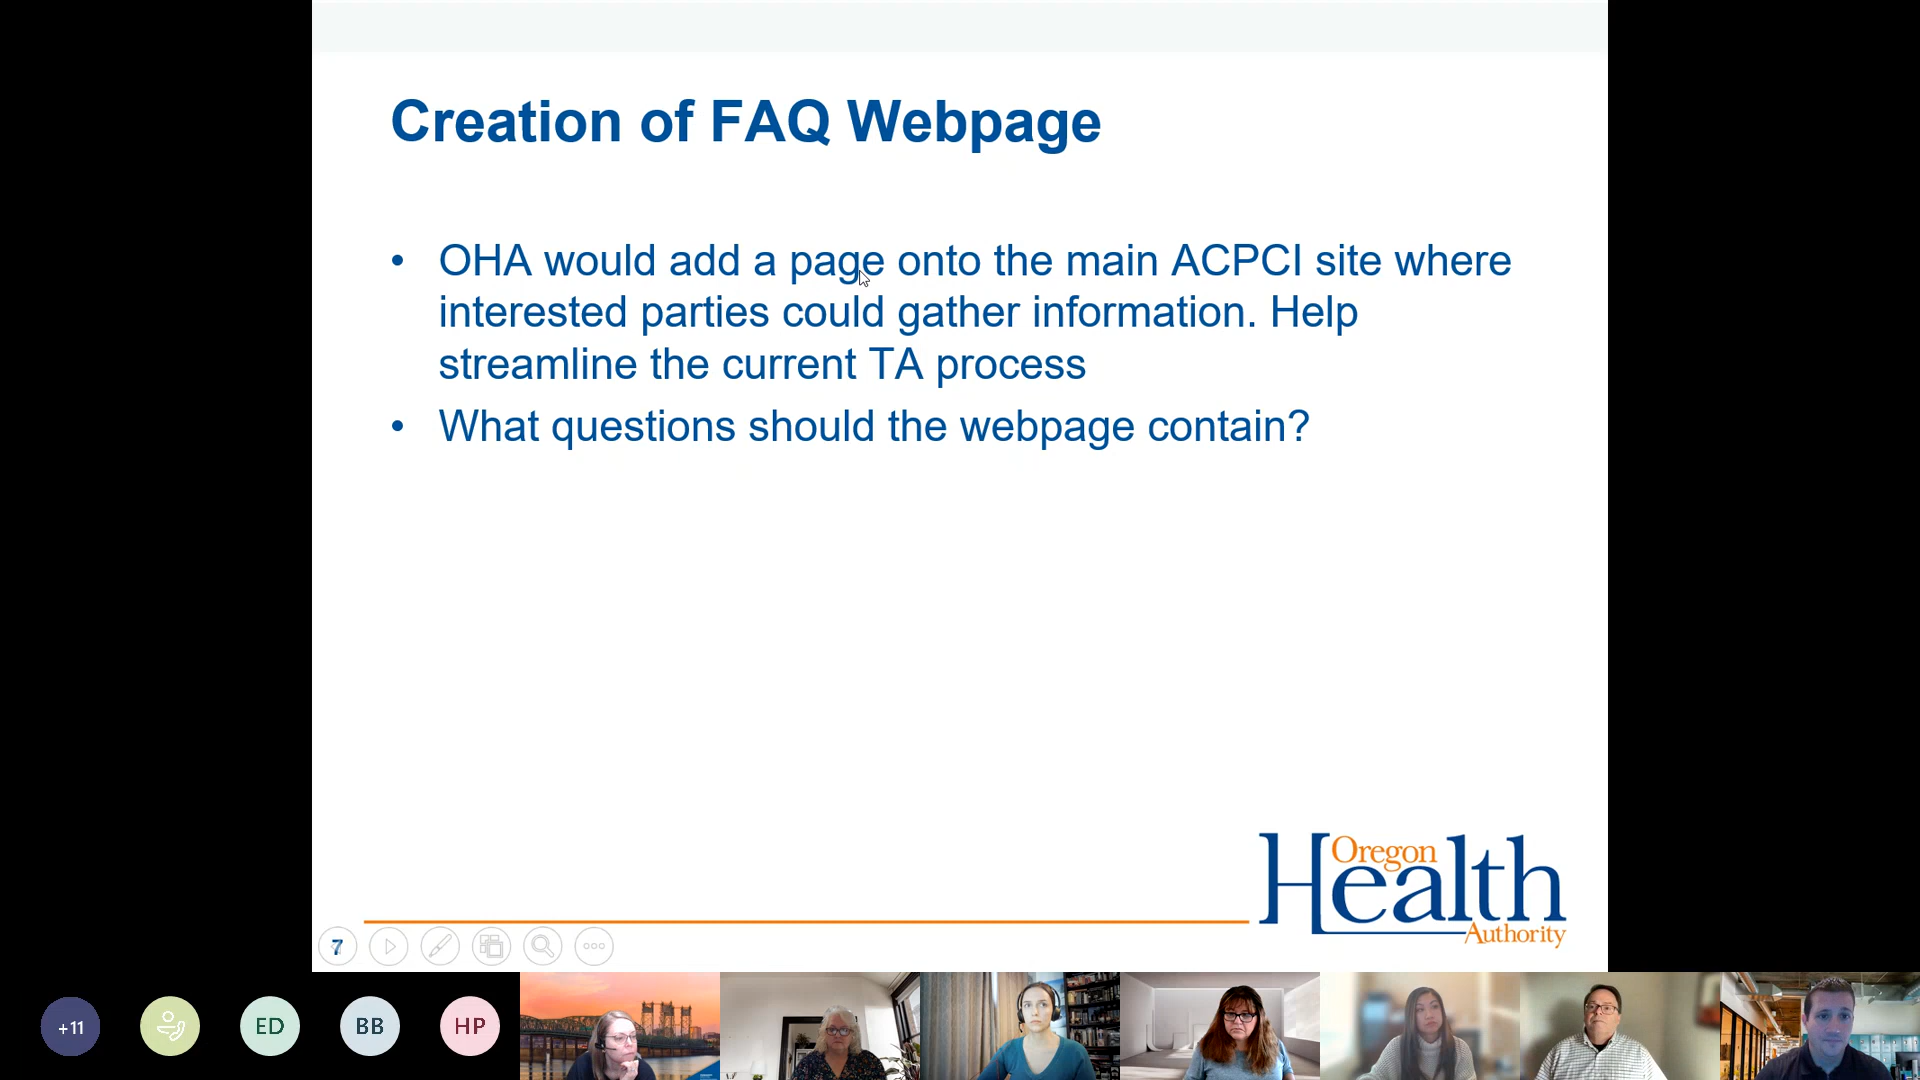 Creation of FAQ Webpage
• OHA would add a page onto the main ACPCI site where
interested parties could gather information. Help
streamline the current TA process
• What questions should the webpage contain?
Oregon
Health
Authority
7
+11
ED
BB
HP